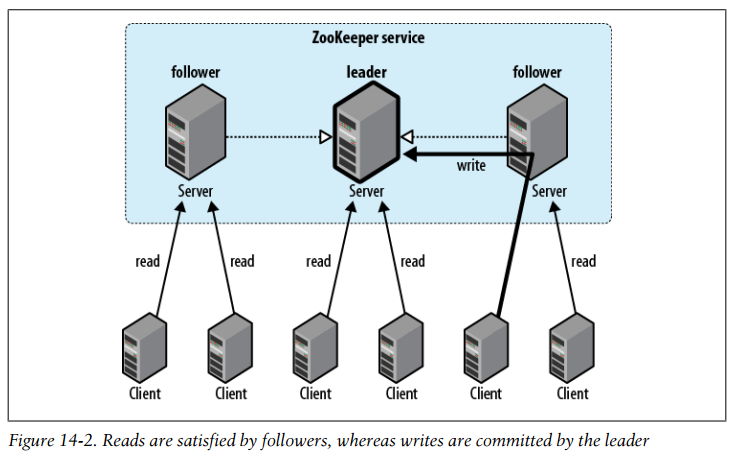 ZooKeeper service
follower
leader
follower
write
Server
Server
Server
read
read
read
read
read
Client
Client
Client
Client
Client
Client
Figure 14-2. Reads are satisfied by followers, whereas writes are committed by the leader